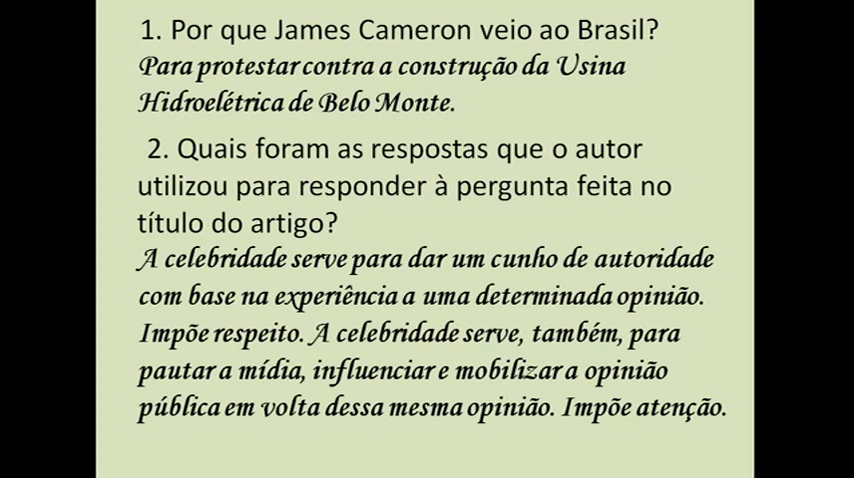 1. Por que James Cameron veio ao Brasil?
Para protestar contra a construção da Usina
Hidroelétrica de Belo Monte.
2. Quais foram as respostas que o autor
utilizou para responder à pergunta feita no
título do artigo?
A celebridade serve para dar um cunho de autoridade
com base na experiência a uma determinada opinião.
Impõe respeito. A celebridade serve, também, para
pautar a mídia, influenciar e mobilizar a opinião
pública em volta dessa mesma opinião. Impõe atenção.